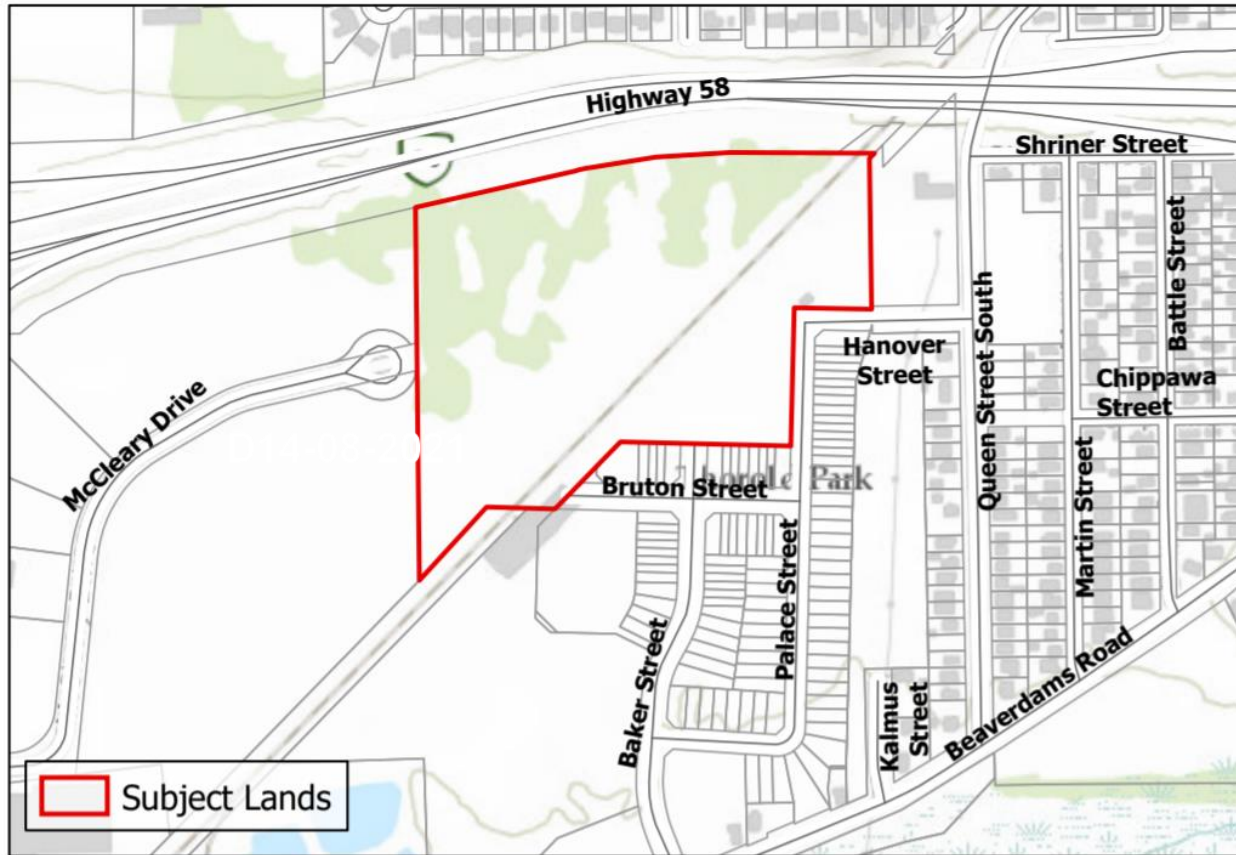 Highway 58
Shriner Street
Battle Street
McCleary Drive
Hanover
Street
Queen Street South
Chippawa
Street
Park
Bruton Street
Martin Street
Palace Street
Baker Street
Kalmus
Street
Beaverdams Road
Subject Lands